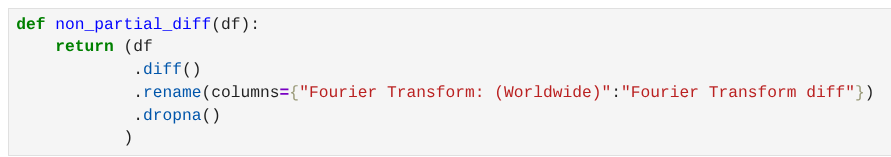 def non_partial_diff(df):
    return (df
            .diff()
            .rename(columns={"Fourier Transform: (Worldwide)":"Fourier Transform diff"})
            .dropna()
           )